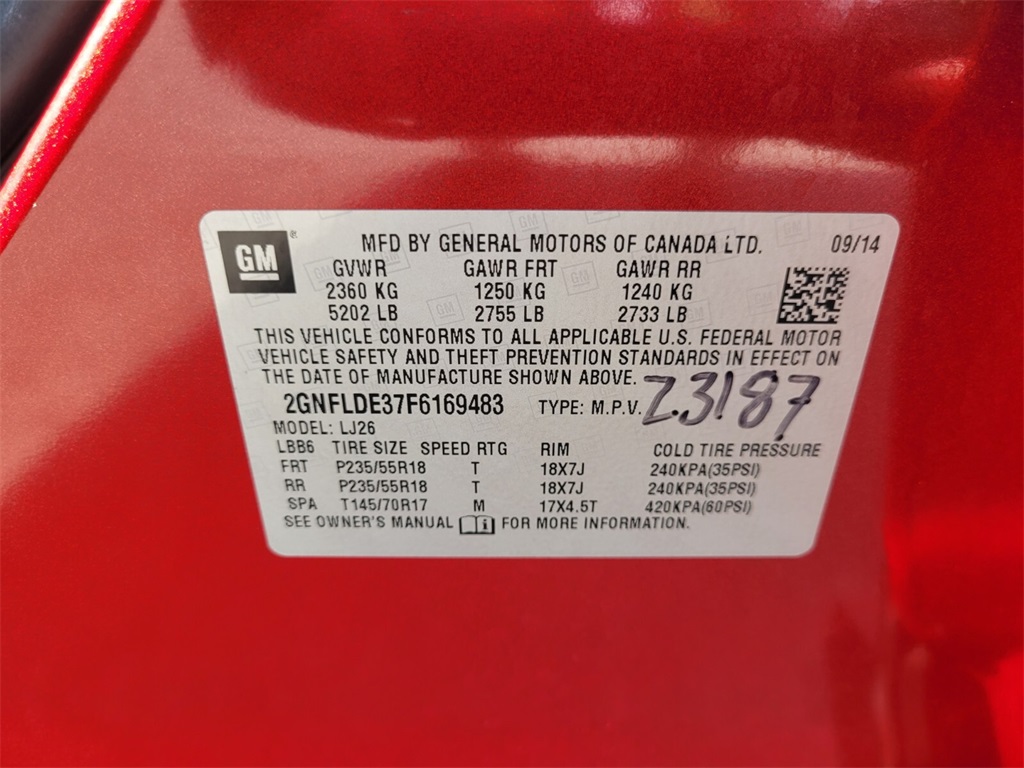 GM ®
MFD BY GENERAL MOTORS OF CANADA LTD. 09/14
GVWR GAWR FRT GAWR RR
2360 KG 1250 KG 1240 KG
5202 LB 2755 LB 2733 LB
THIS VEHICLE CONFORMS TO ALL APPLICABLE U.S. FEDERAL MOTOR
VEHICLE SAFETY AND THEFT PREVENTION STANDARDS IN EFFECT ON
THE DATE OF MANUFACTURE SHOWN ABOVE.
2GNFLDE37F6169483 TYPE: M.P.V. Z3187
MODEL: LJ26
LBB6 TIRE SIZE SPEED RTG RIM COLD TIRE PRESSURE
FRT P235/55R18 T 18X7J 240KPA(35PSI)
RR P235/55R18 T 18X7J 240KPA(35PSI)
SPA T145/70R17 M 17X4.5T 420KPA(60PSI)
SEE OWNER'S MANUAL FOR MORE INFORMATION.